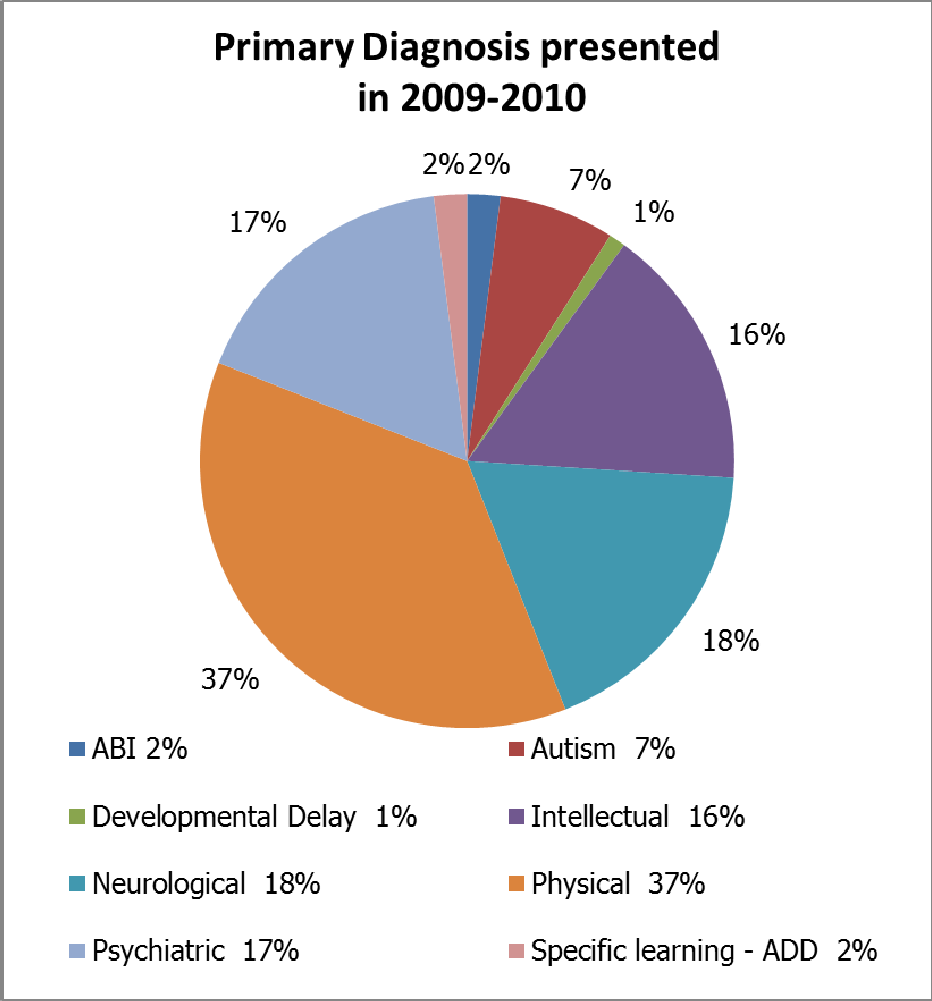 Primary Diagnosis presented
in 2009-2010
2%
2%
7%
1%
17%
16%
18%
37%
ABI 2%
Autism 7%
Developmental Delay 1%
Intellectual 16%
Neurological 18%
Physical 37%
Psychiatric 17%
Specific learning - ADD 2%